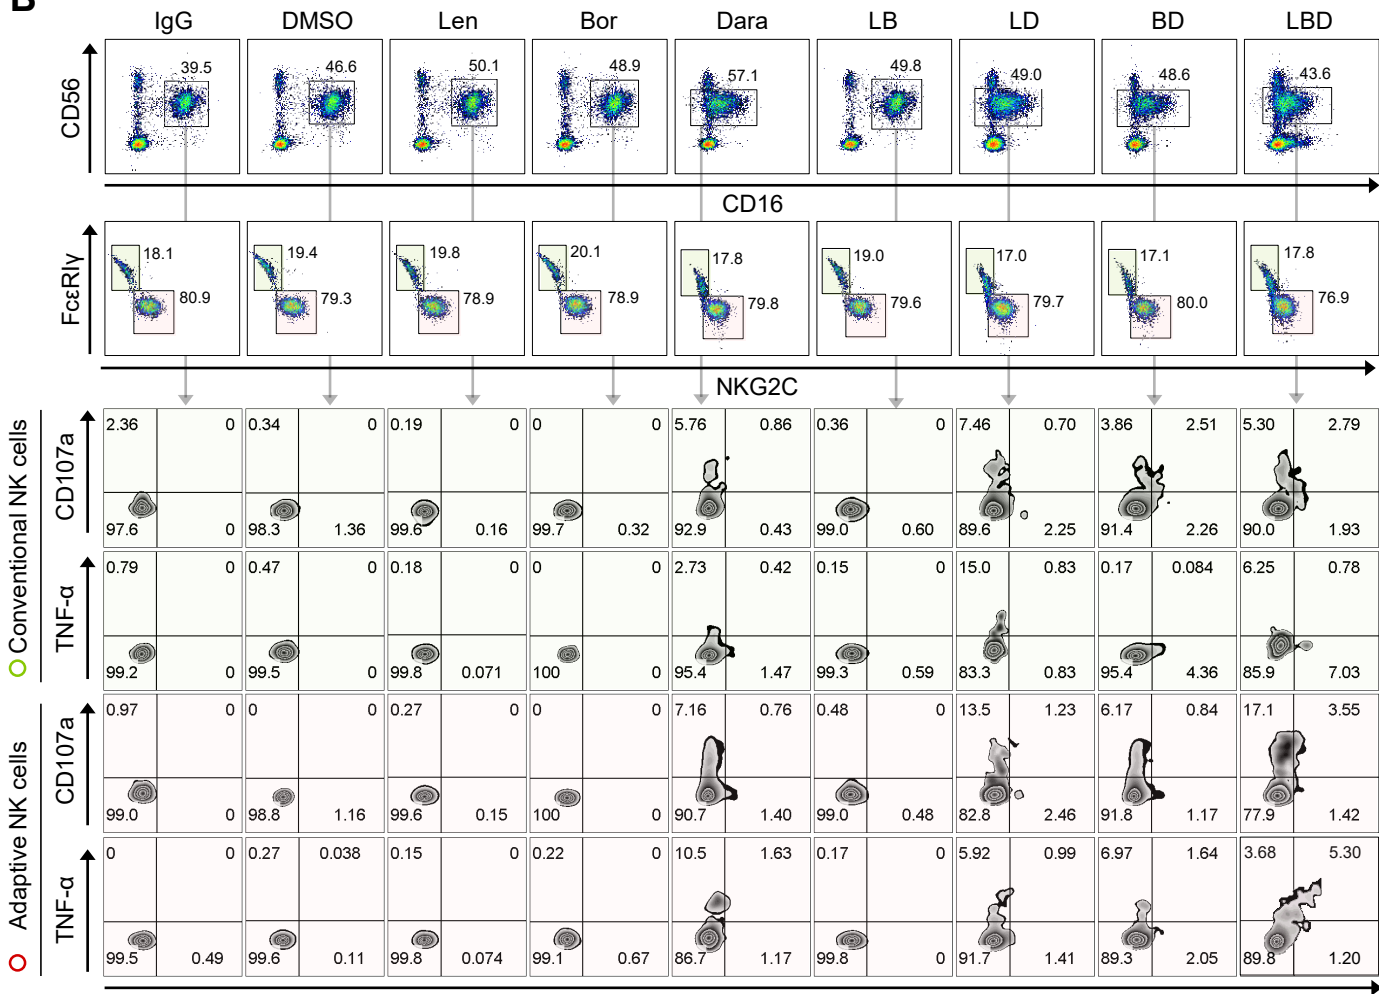 B
IgG DMSO Len Bor Dara LB LD BD LBD
CD56
39.5 46.6 50.1 48.9 57.1 49.8 49.0 48.6 43.6
CD16
FcεRIγ
18.1 19.4 19.8 20.1 17.8 19.0 17.0 17.1 17.8
80.9 79.3 78.9 78.9 79.8 79.6 79.7 80.0 76.9
NKG2C
Conventional NK cells
CD107a
2.36 0 0.34 0 0.19 0 0 0 5.76 0.86 0.36 0 7.46 0.70 3.86 2.51 5.30 2.79
97.6 0 98.3 1.36 99.6 0.16 99.7 0.32 92.9 0.43 99.0 0.60 89.6 2.25 91.4 2.26 90.0 1.93
TNF-α
0.79 0 0.47 0 0.18 0 0 0 2.73 0.42 0.15 0 15.0 0.83 0.17 0.084 6.25 0.78
99.2 0 99.5 0 99.8 0.071 100 0 95.4 1.47 99.3 0.59 83.3 0.83 95.4 4.36 85.9 7.03
Adaptive NK cells
CD107a
0.97 0 0 0 0.27 0 0 0 7.16 0.76 0.48 0 13.5 1.23 6.17 0.84 17.1 3.55
99.0 0 98.8 1.16 99.6 0.15 100 0 90.7 1.40 99.0 0.48 82.8 2.46 91.8 1.17 77.9 1.42
TNF-α
0 0 0.27 0.038 0.15 0 0.22 0 10.5 1.63 0.17 0 5.92 0.99 6.97 1.64 3.68 5.30
99.5 0.49 99.6 0.11 99.8 0.074 99.1 0.67 86.7 1.17 99.8 0 91.7 1.41 89.3 2.05 89.8 1.20